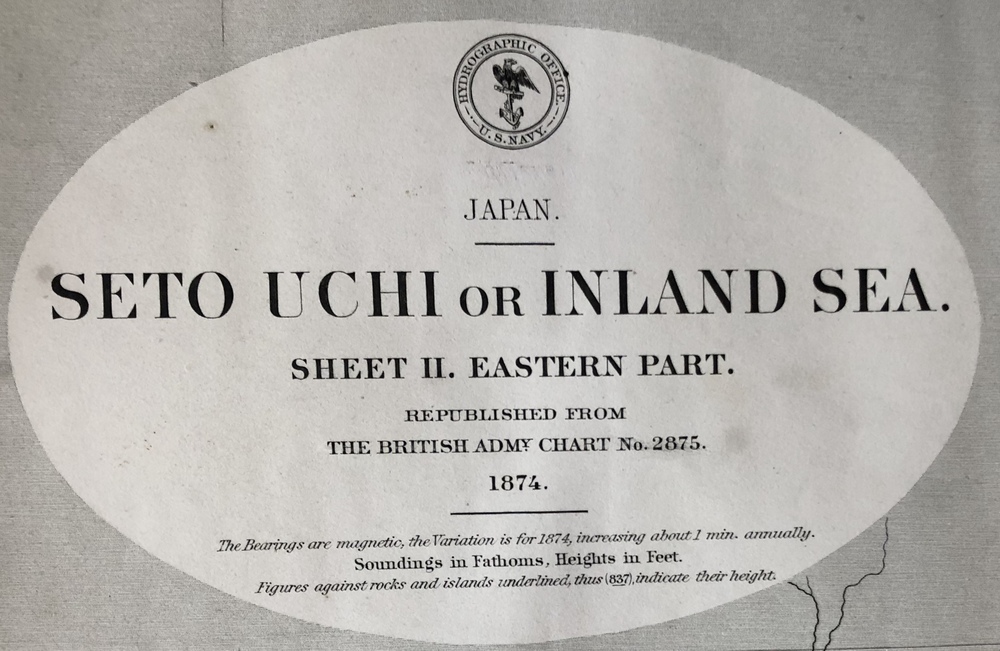 HYDROGRAPHIC OFFICE.
U.S. NAVY.
JAPAN.
SETO UCHI OR INLAND SEA.
SHEET II. EASTERN PART.
REPUBLISHED FROM
THE BRITISH ADMY CHART No. 2875.
1874.
The Bearings are magnetic, the Variation is for 1874, increasing about 1 min. annually.
Soundings in Fathoms, Heights in Feet.
Figures against rocks and islands underlined, thus (837), indicate their height.